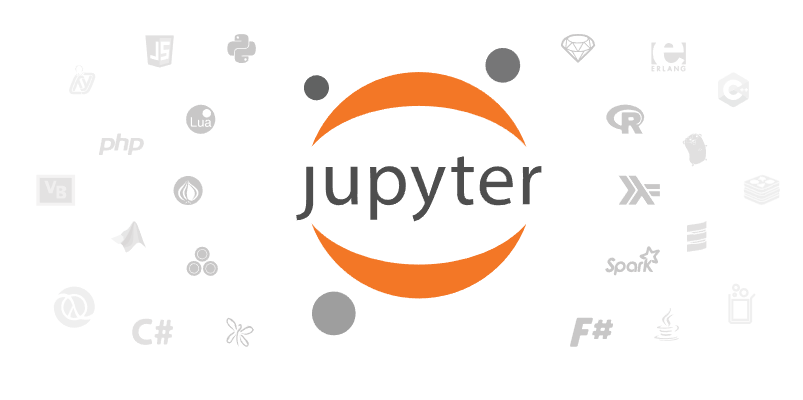 JS
ERLANG
C++
Lua
R
php
VB
jupyter
Spark
C#
F#